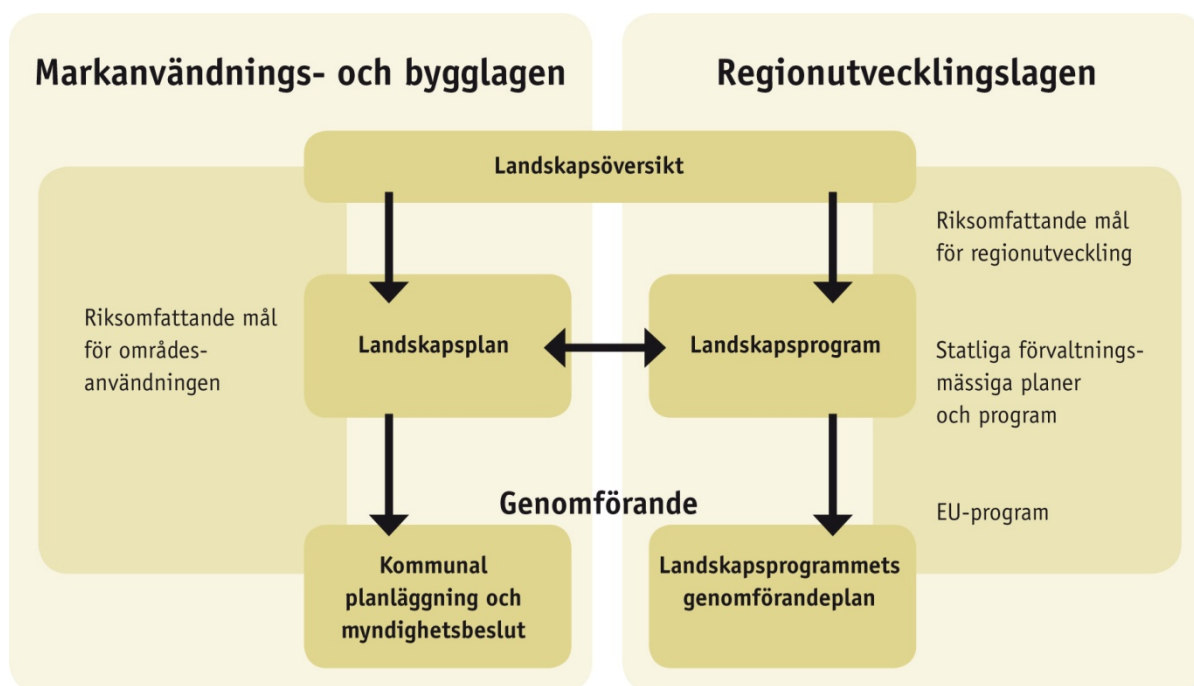 Markanvändnings- och bygglagen
Regionutvecklingslagen
Landskapsöversikt
Riksomfattande mål
för områdes-
användningen
Landskapsplan
Landskapsprogram
Riksomfattande mål
för regionutveckling
Statliga förvaltnings-
mässiga planer
och program
EU-program
Genomförande
Kommunal
planläggning och
myndighetsbeslut
Landskapsprogrammets
genomförandeplan